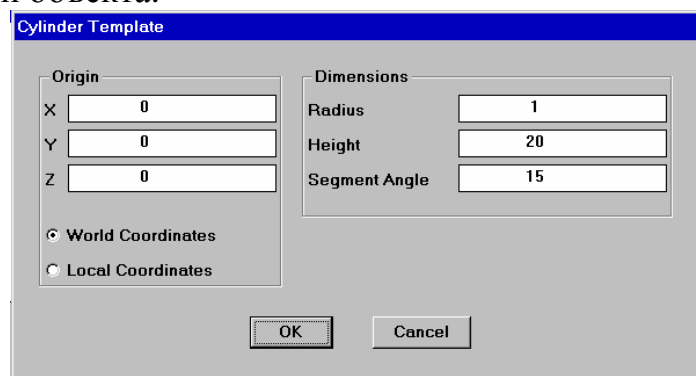 Cylinder Template
Origin
X 0
Y 0
Z 0
World Coordinates
Local Coordinates
Dimensions
Radius 1
Height 20
Segment Angle 15
OK Cancel